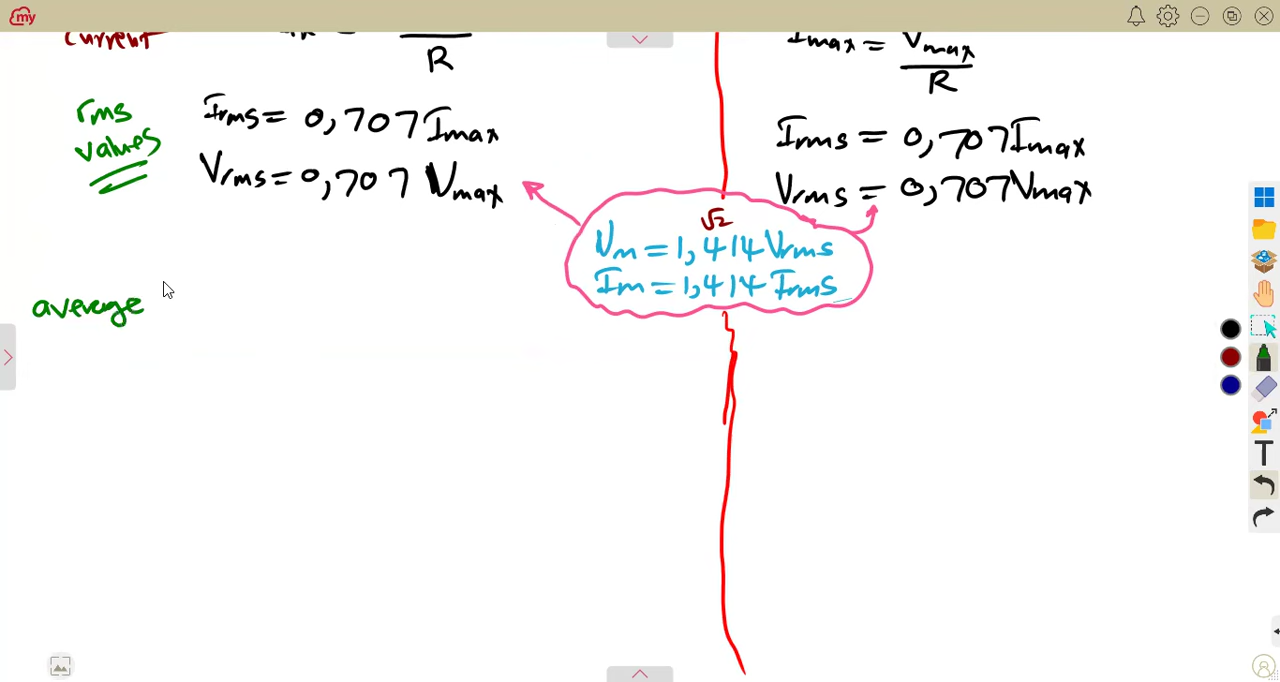 my
current
R
rms
values
Irms = 0,707 Imax
Vrms = 0,707 Vmax
average
√2
Vm = 1,414 Vrms
Im = 1,414 Irms
Imax = Vmax
R
Irms = 0,707 Imax
Vrms = 0,707 Vmax
T